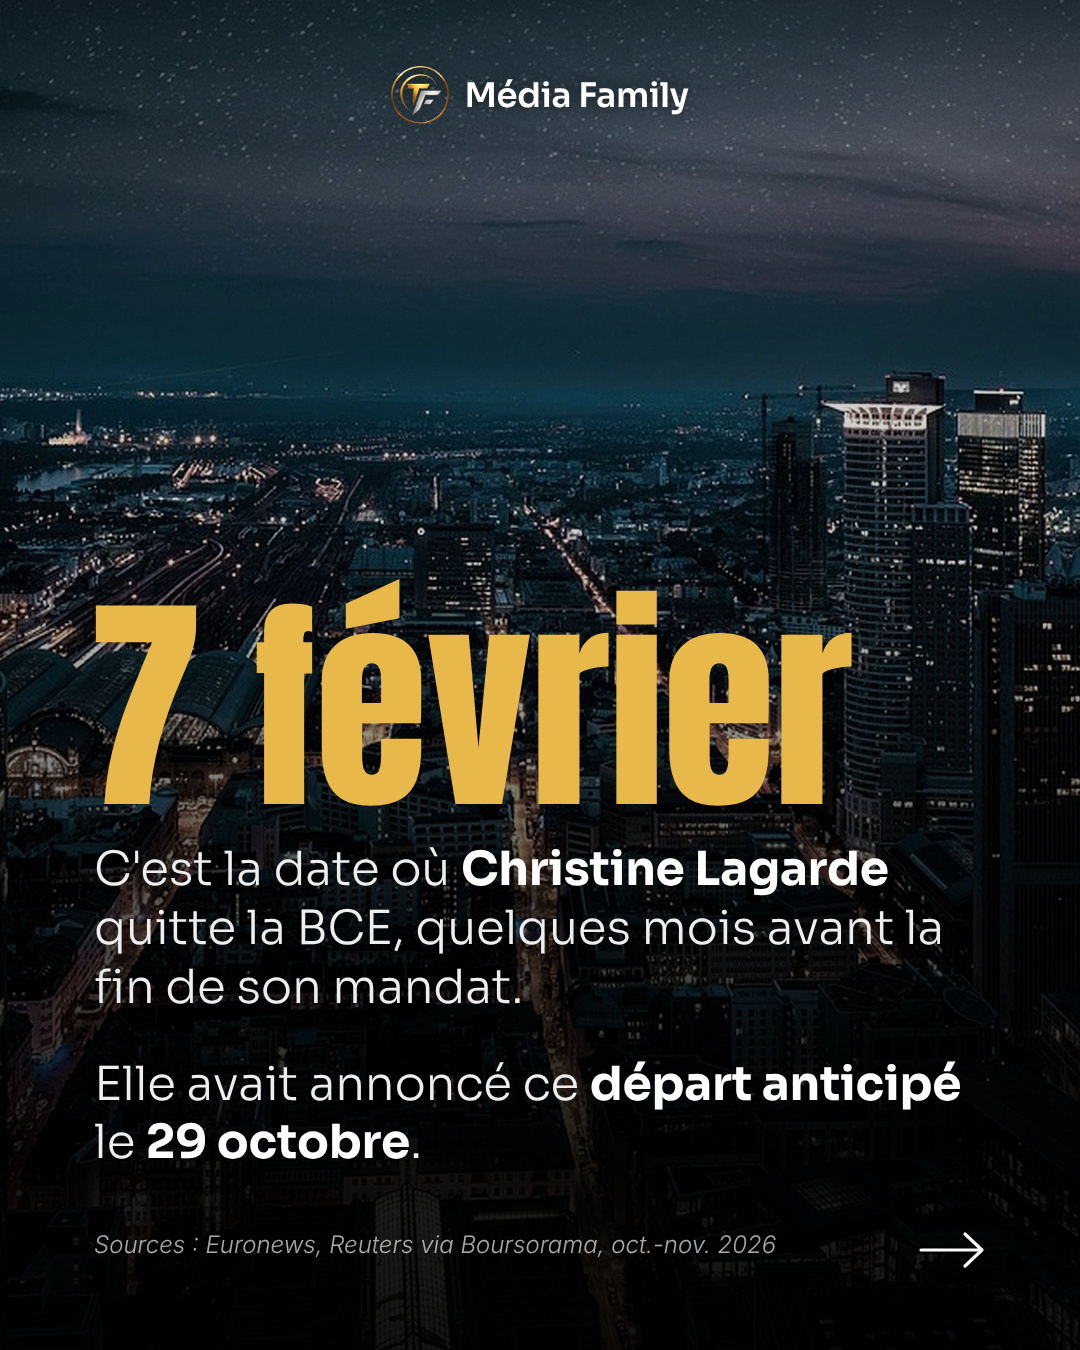 Média Family
7 février
C'est la date où Christine Lagarde
quitte la BCE, quelques mois avant la
fin de son mandat.
Elle avait annoncé ce départ anticipé
le 29 octobre.
Sources : Euronews, Reuters via Boursorama, oct.-nov. 2026